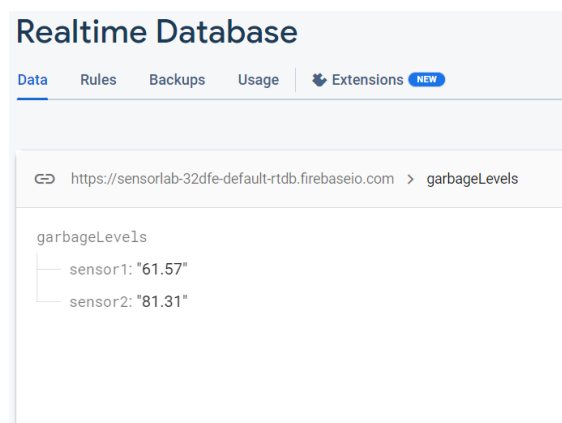 Realtime Database
Data Rules Backups Usage Extensions NEW
https://sensorlab-32dfe-default-rtdb.firebaseio.com > garbageLevels
garbageLevels
sensor1: "61.57"
sensor2: "81.31"